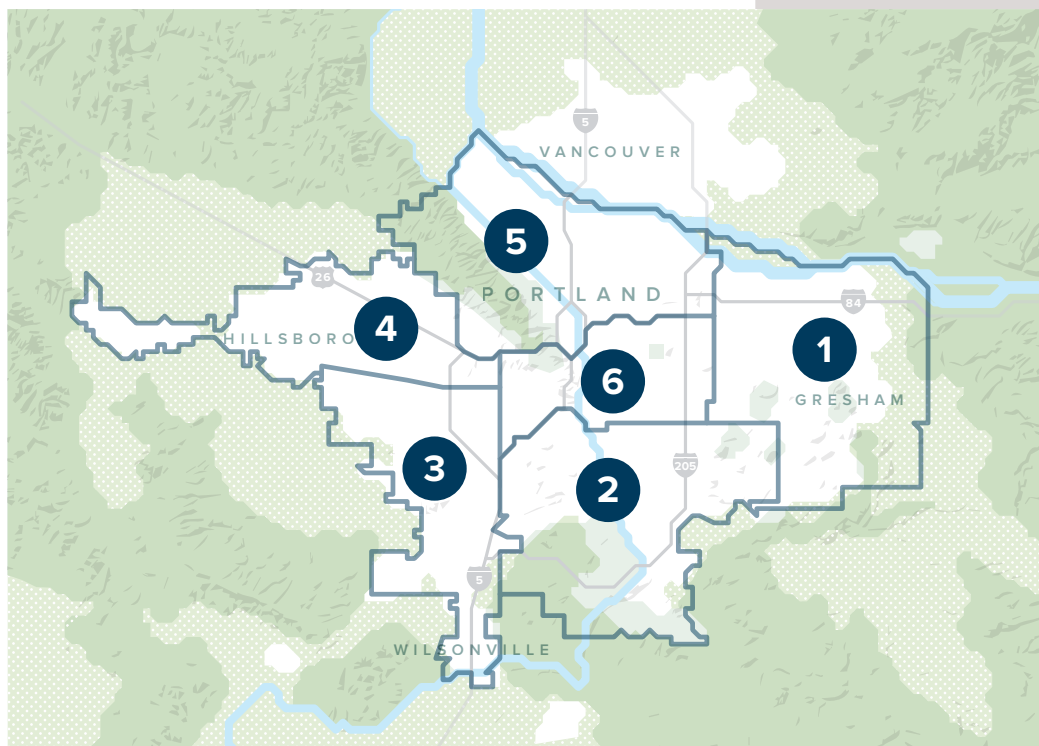 5
VANCOUVER
5
26
PORTLAND
84
HILLSBORO
4
1
6
GRESHAM
3
205
2
5
WILSONVILLE